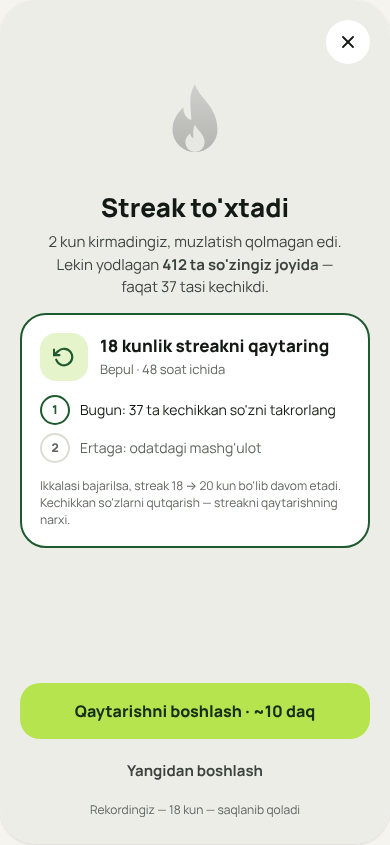 Streak to'xtadi
2 kun kirmadingiz, muzlatish qolmagan edi.
Lekin yodlagan 412 ta so'zingiz joyida —
faqat 37 tasi kechikdi.
18 kunlik streakni qaytaring
Bepul · 48 soat ichida
1 Bugun: 37 ta kechikkan so'zni takrorlang
2 Ertaga: odatdagi mashg'ulot
Ikkalasi bajarilsa, streak 18 → 20 kun bo'lib davom etadi.
Kechikkan so'zlarni qutqarish — streakni qaytarishning
narxi.
Qaytarishni boshlash · ~10 daq
Yangidan boshlash
Rekordingiz — 18 kun — saqlanib qoladi